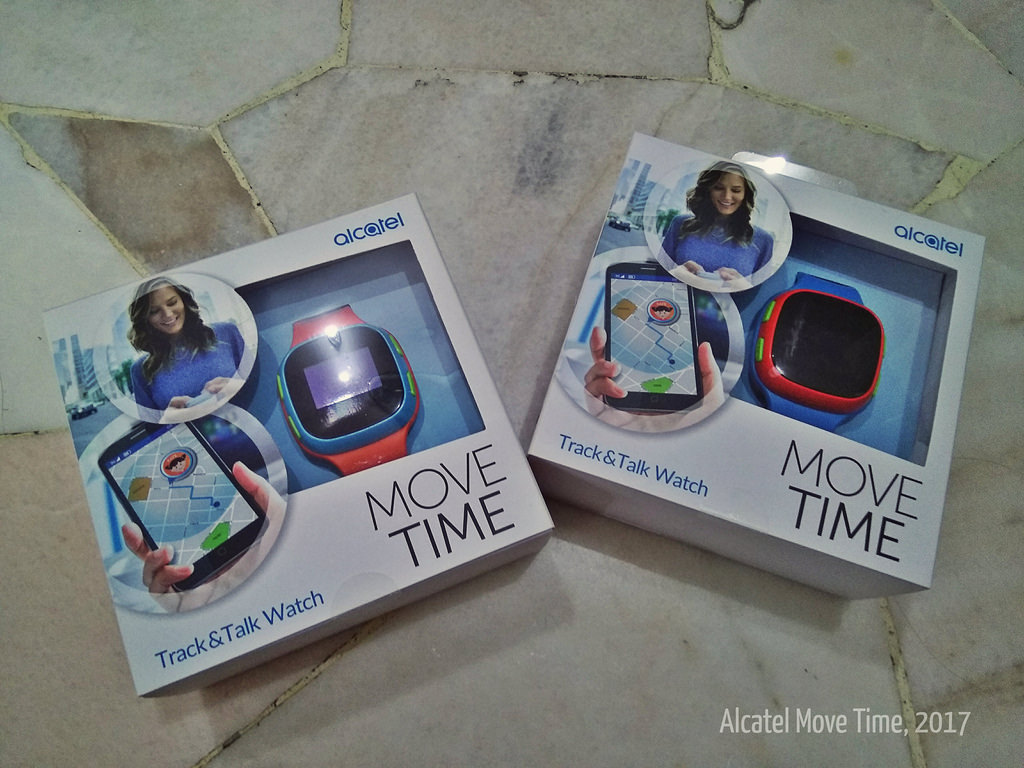 alcatel
MOVE
TIME
Track&Talk Watch
alcatel
Track&Talk Watch
MOVE
TIME
Alcatel Move Time, 2017